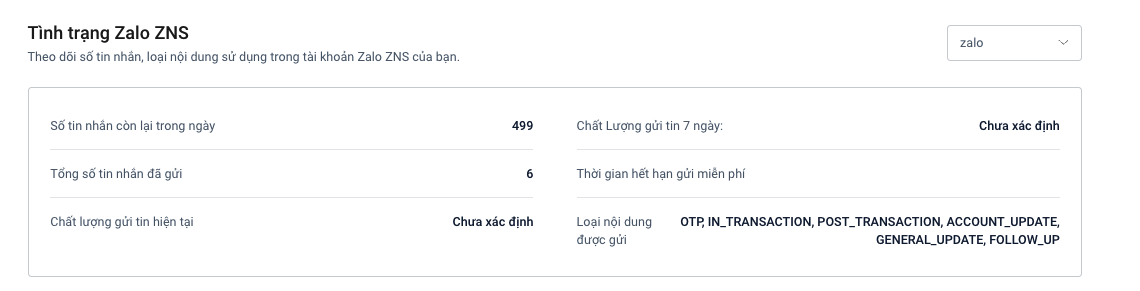 Tình trạng Zalo ZNS
Theo dõi số tin nhắn, loại nội dung sử dụng trong tài khoản Zalo ZNS của bạn.
zalo
Số tin nhắn còn lại trong ngày 499
Chất Lượng gửi tin 7 ngày: Chưa xác định
Tổng số tin nhắn đã gửi 6
Thời gian hết hạn gửi miễn phí
Chất lượng gửi tin hiện tại Chưa xác định
Loại nội dung OTP, IN_TRANSACTION, POST_TRANSACTION, ACCOUNT_UPDATE,
được gửi GENERAL_UPDATE, FOLLOW_UP